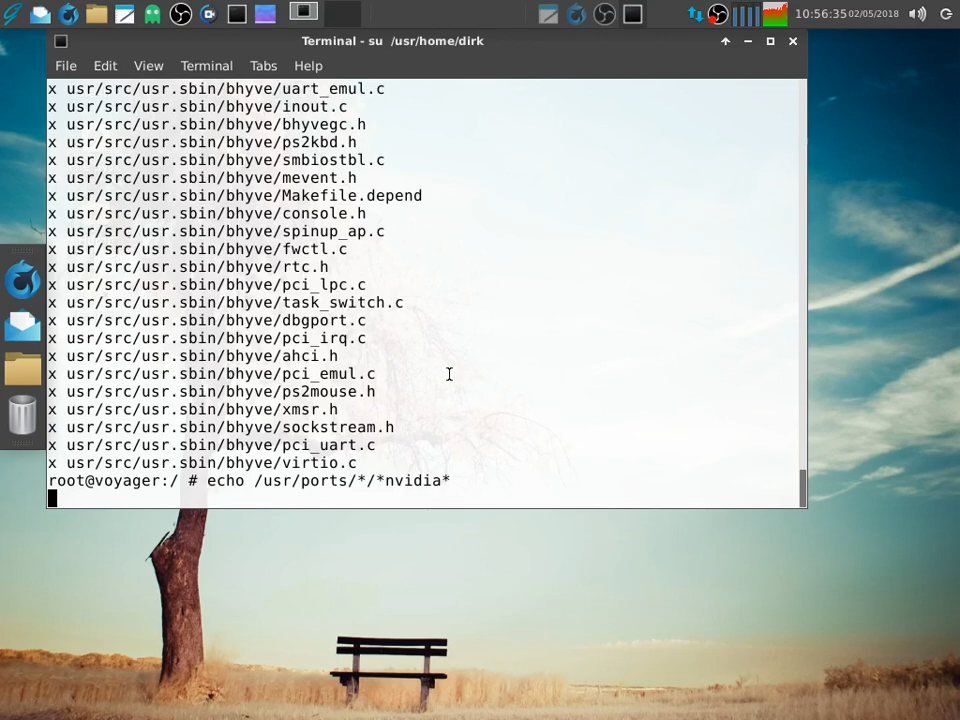 10:56:35 02/05/2018
Terminal - su /usr/home/dirk
File Edit View Terminal Tabs Help
x usr/src/usr.sbin/bhyve/uart_emul.c
x usr/src/usr.sbin/bhyve/inout.c
x usr/src/usr.sbin/bhyve/bhyvegc.h
x usr/src/usr.sbin/bhyve/ps2kbd.h
x usr/src/usr.sbin/bhyve/smbiostbl.c
x usr/src/usr.sbin/bhyve/mevent.h
x usr/src/usr.sbin/bhyve/Makefile.depend
x usr/src/usr.sbin/bhyve/console.h
x usr/src/usr.sbin/bhyve/spinup_ap.c
x usr/src/usr.sbin/bhyve/fwctl.c
x usr/src/usr.sbin/bhyve/rtc.h
x usr/src/usr.sbin/bhyve/pci_lpc.c
x usr/src/usr.sbin/bhyve/task_switch.c
x usr/src/usr.sbin/bhyve/dbgport.c
x usr/src/usr.sbin/bhyve/pci_irq.c
x usr/src/usr.sbin/bhyve/ahci.h
x usr/src/usr.sbin/bhyve/pci_emul.c
x usr/src/usr.sbin/bhyve/ps2mouse.h
x usr/src/usr.sbin/bhyve/xmsr.h
x usr/src/usr.sbin/bhyve/sockstream.h
x usr/src/usr.sbin/bhyve/pci_uart.c
x usr/src/usr.sbin/bhyve/virtio.c
root@voyager:/ # echo /usr/ports/*/*nvidia*